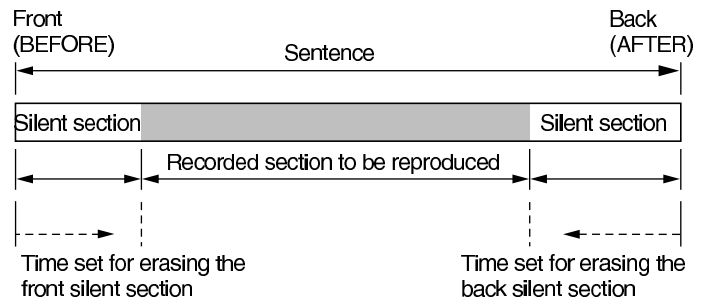 Front
(BEFORE)
Back
(AFTER)
Sentence
Silent section
Silent section
Recorded section to be reproduced
Time set for erasing the
front silent section
Time set for erasing the
back silent section